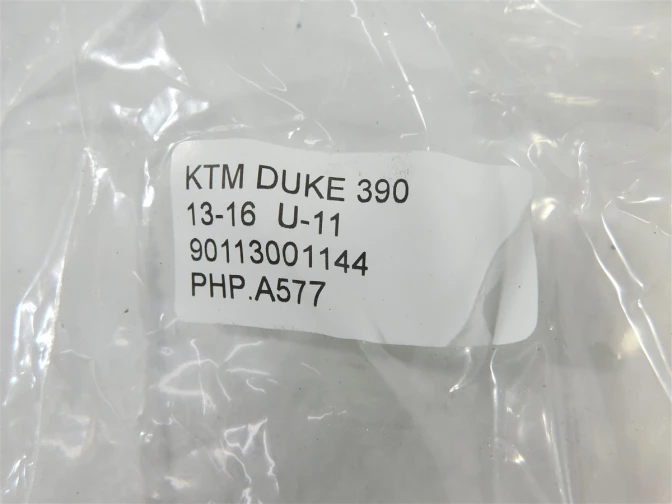 KTM DUKE 390
13-16 U-11
90113001144
PHP.A577